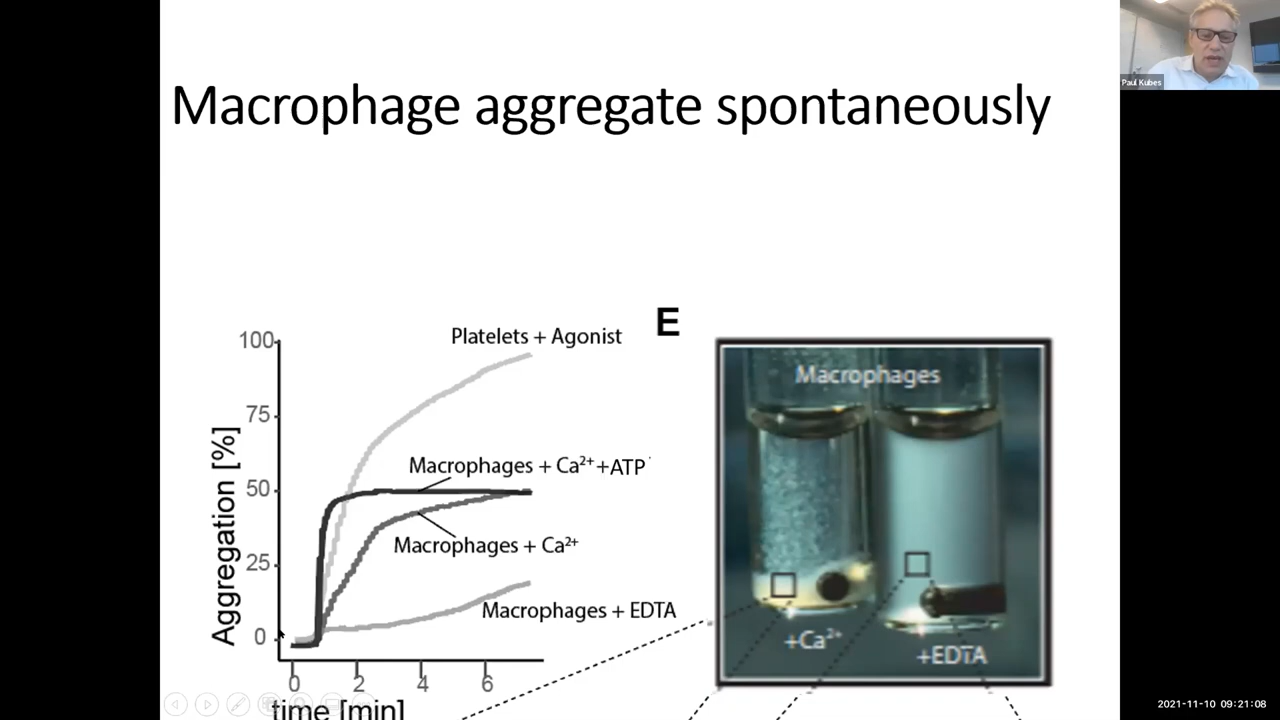 Paul Kubes
Macrophage aggregate spontaneously
E
100
75
50
25
0
Aggregation [%]
Platelets + Agonist
Macrophages + Ca²⁺+ATP
Macrophages + Ca²⁺
Macrophages + EDTA
0 2 4 6
time [min]
Macrophages
+Ca²⁺
+EDTA
2021-11-10 09:21:08